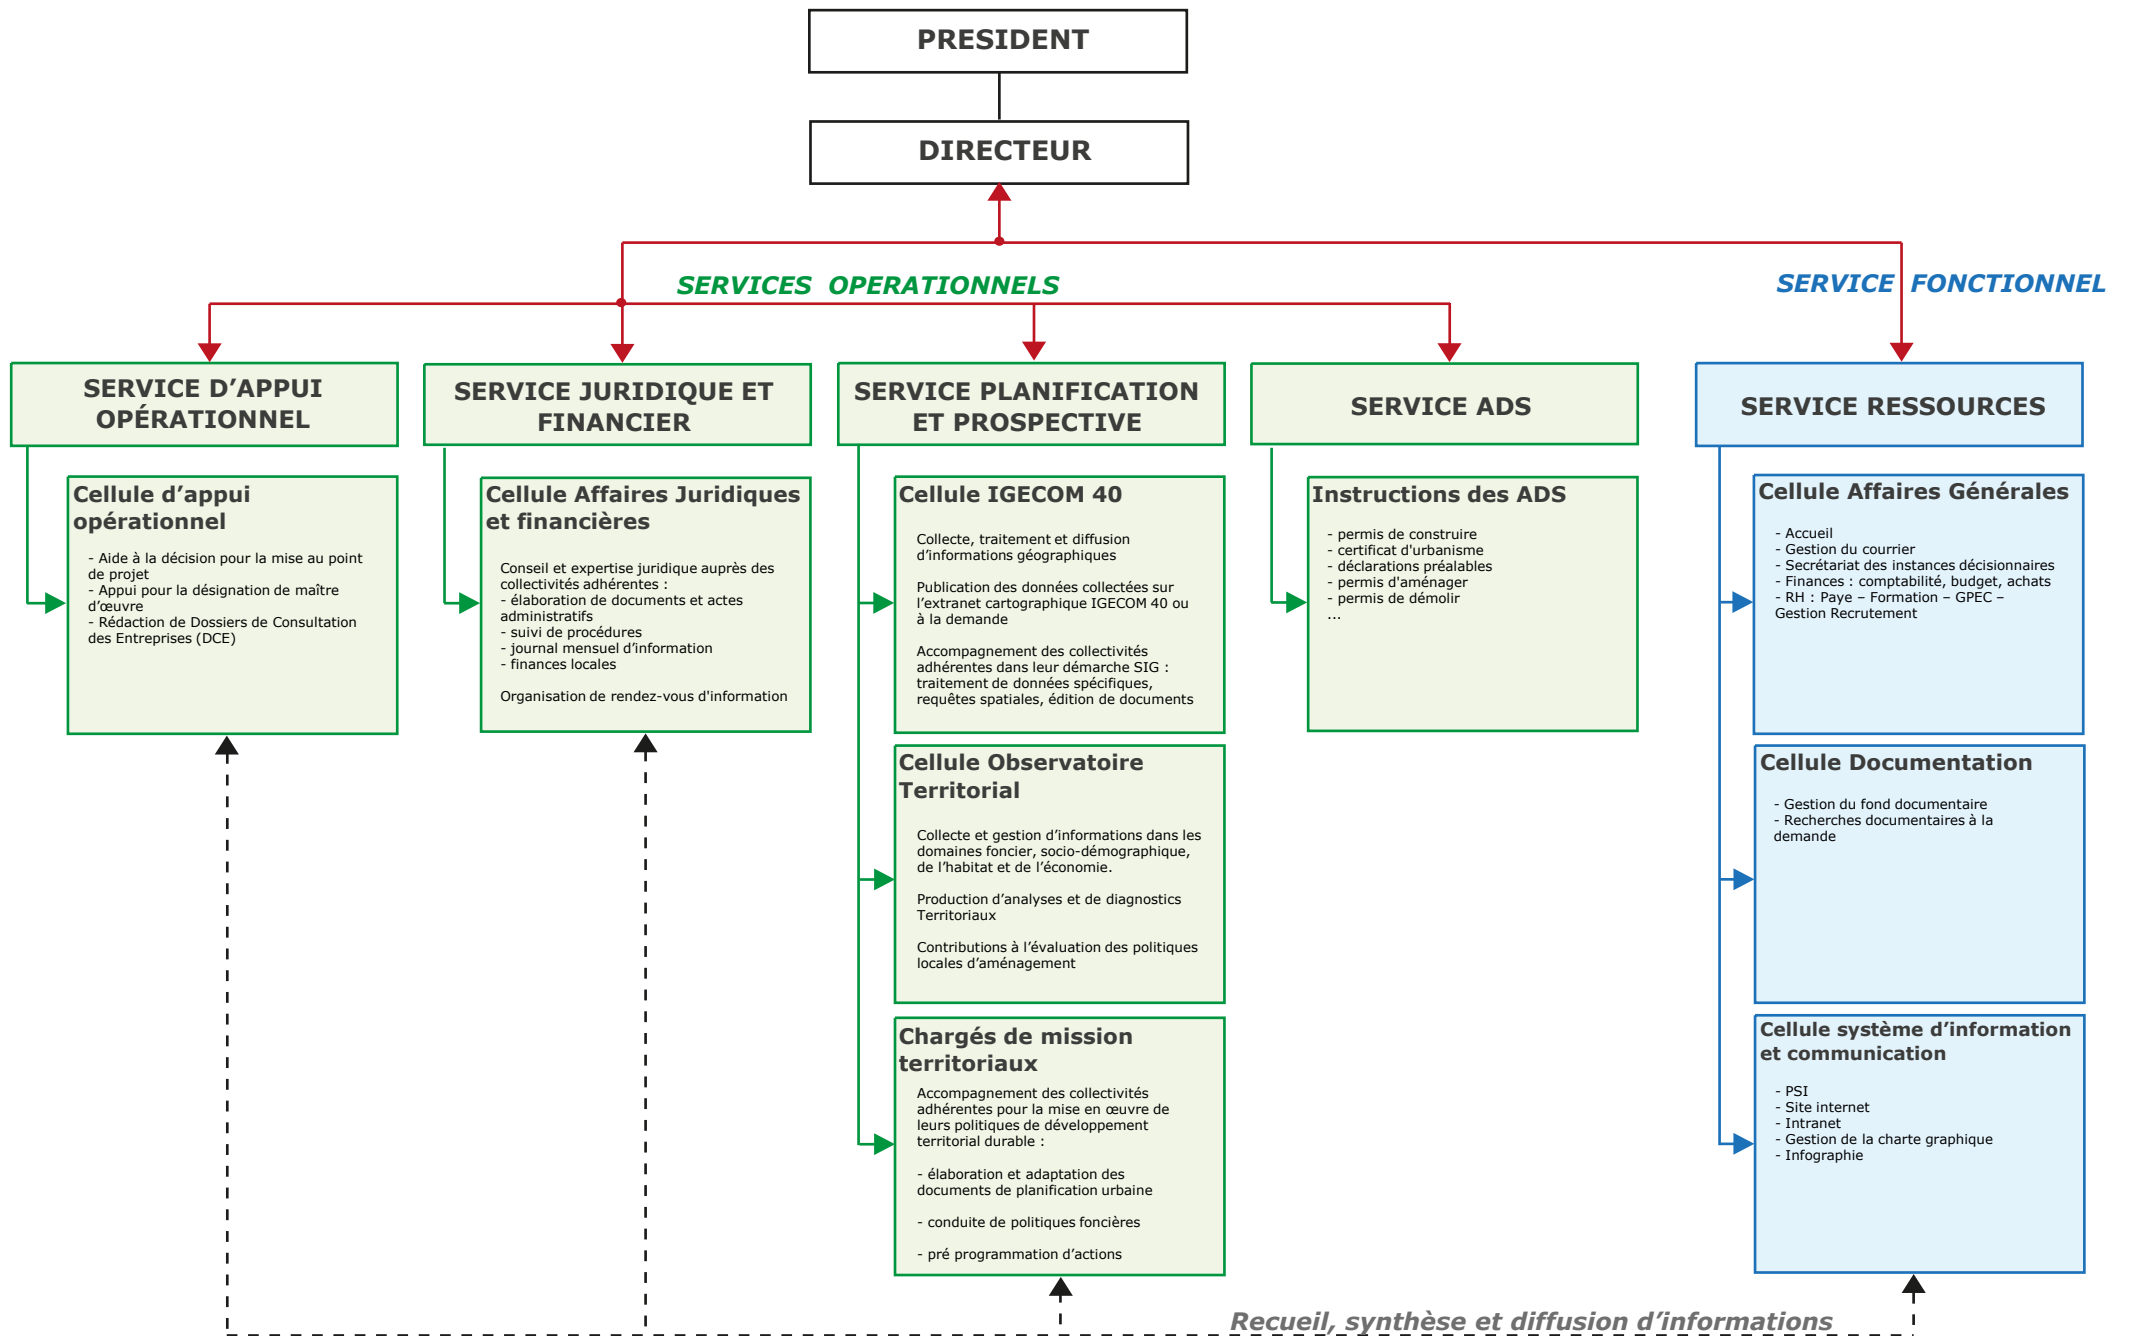 PRESIDENT
DIRECTEUR
SERVICES OPERATIONNELS
SERVICE FONCTIONNEL
SERVICE D’APPUI
OPÉRATIONNEL
Cellule d’appui
opérationnel
- Aide à la décision pour la mise au point
de projet
- Appui pour la désignation de maître
d’œuvre
- Rédaction de Dossiers de Consultation
des Entreprises (DCE)
SERVICE JURIDIQUE ET
FINANCIER
Cellule Affaires Juridiques
et financières
Conseil et expertise juridique auprès des
collectivités adhérentes :
- élaboration de documents et actes
administratifs
- suivi de procédures
- journal mensuel d’information
- finances locales
Organisation de rendez-vous d'information
SERVICE PLANIFICATION
ET PROSPECTIVE
Cellule IGECOM 40
Collecte, traitement et diffusion
d’informations géographiques
Publication des données collectées sur
l’extranet cartographique IGECOM 40 ou
à la demande
Accompagnement des collectivités
adhérentes dans leur démarche SIG :
traitement de données spécifiques,
requêtes spatiales, édition de documents
Cellule Observatoire
Territorial
Collecte et gestion d’informations dans les
domaines foncier, socio-démographique,
de l’habitat et de l’économie.
Production d’analyses et de diagnostics
Territoriaux
Contributions à l’évaluation des politiques
locales d’aménagement
Chargés de mission
territoriaux
Accompagnement des collectivités
adhérentes pour la mise en œuvre de
leurs politiques de développement
territorial durable :
- élaboration et adaptation des
documents de planification urbaine
- conduite de politiques foncières
- pré programmation d’actions
SERVICE ADS
Instructions des ADS
- permis de construire
- certificat d'urbanisme
- déclarations préalables
- permis d'aménager
- permis de démolir
...
SERVICE RESSOURCES
Cellule Affaires Générales
- Accueil
- Gestion du courrier
- Secrétariat des instances décisionnaires
- Finances : comptabilité, budget, achats
- RH : Paye – Formation – GPEC –
Gestion Recrutement
Cellule Documentation
- Gestion du fond documentaire
- Recherches documentaires à la
demande
Cellule système d’information
et communication
- PSI
- Site internet
- Intranet
- Gestion de la charte graphique
- Infographie
Recueil, synthèse et diffusion d’informations